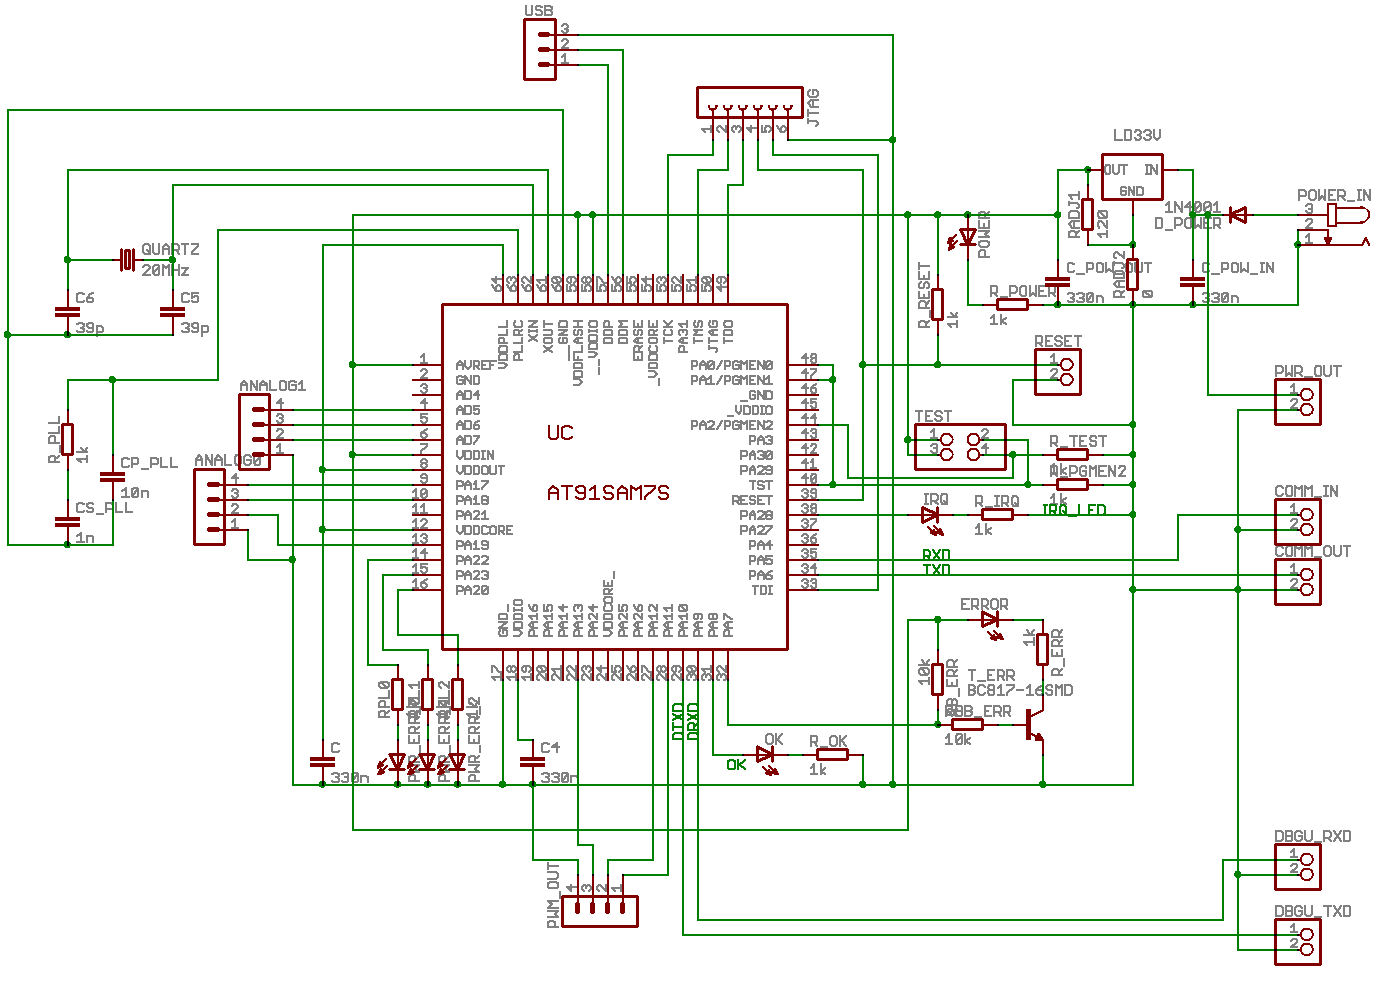 USB
3
2
1
JTAG
1 2 3 4 5 6
LD33V
OUT IN
GND
POWER_IN
3
2
1
1N4001
D_POWER
RADJ1
120
RADJ2
0
C_POW_OUT
330n
C_POW_IN
330n
POWER
R_POWER
1k
R_RESET
1k
QUARTZ
20MHz
C6
39p
C5
39p
64 63 62 61 60 59 58 57 56 55 54 53 52 51 50 49
VDDPLL
PLLRC
XIN
XOUT
GND
VDDFLASH
VDDIO
DDP
DDM
ERASE
_VDDCORE
TCK
PA31
TMS
JTAG
TDO
1 AVREF
2 GND
3 AD4
4 AD5
5 AD6
6 AD7
7 VDDIN
8 VDDOUT
9 PA17
10 PA18
11 PA21
12 VDDCORE
13 PA19
14 PA22
15 PA23
16 PA20
UC
AT91SAM7S
PA0/PGMEN0 48
PA1/PGMEN1 47
_GND 46
_VDDIO 45
PA2/PGMEN2 44
PA3 43
PA30 42
PA29 41
TST 40
RESET 39
PA28 38
PA27 37
PA4 36
PA5 35
PA6 34
TDI 33
GND_
VDDIO
PA16
PA15
PA14
PA13
PA24
VDDCORE_
PA25
PA26
PA12
PA11
PA10
PA9
PA8
PA7
17 18 19 20 21 22 23 24 25 26 27 28 29 30 31 32
ANALOG1
4
3
2
1
ANALOG0
4
3
2
1
R_PLL
1k
CP_PLL
10n
CS_PLL
1n
RESET
1
2
PWR_OUT
1
2
TEST
1 2
3 4
R_TEST
1k
R_PGMEN2
1k
IRQ
R_IRQ
1k
IRQ_LED
COMM_IN
1
2
COMM_OUT
1
2
RXD
TXD
ERROR
1k
R_ERR
10k
T_ERR
BC817-16SMD
RBB_ERR
10k
RPL0
PWR_ERR_2
C
330n
C4
330n
DTXD
DRXD
OK
OK
R_OK
1k
PWM_OUT
4 3 2 1
DBGU_RXD
1
2
DBGU_TXD
1
2